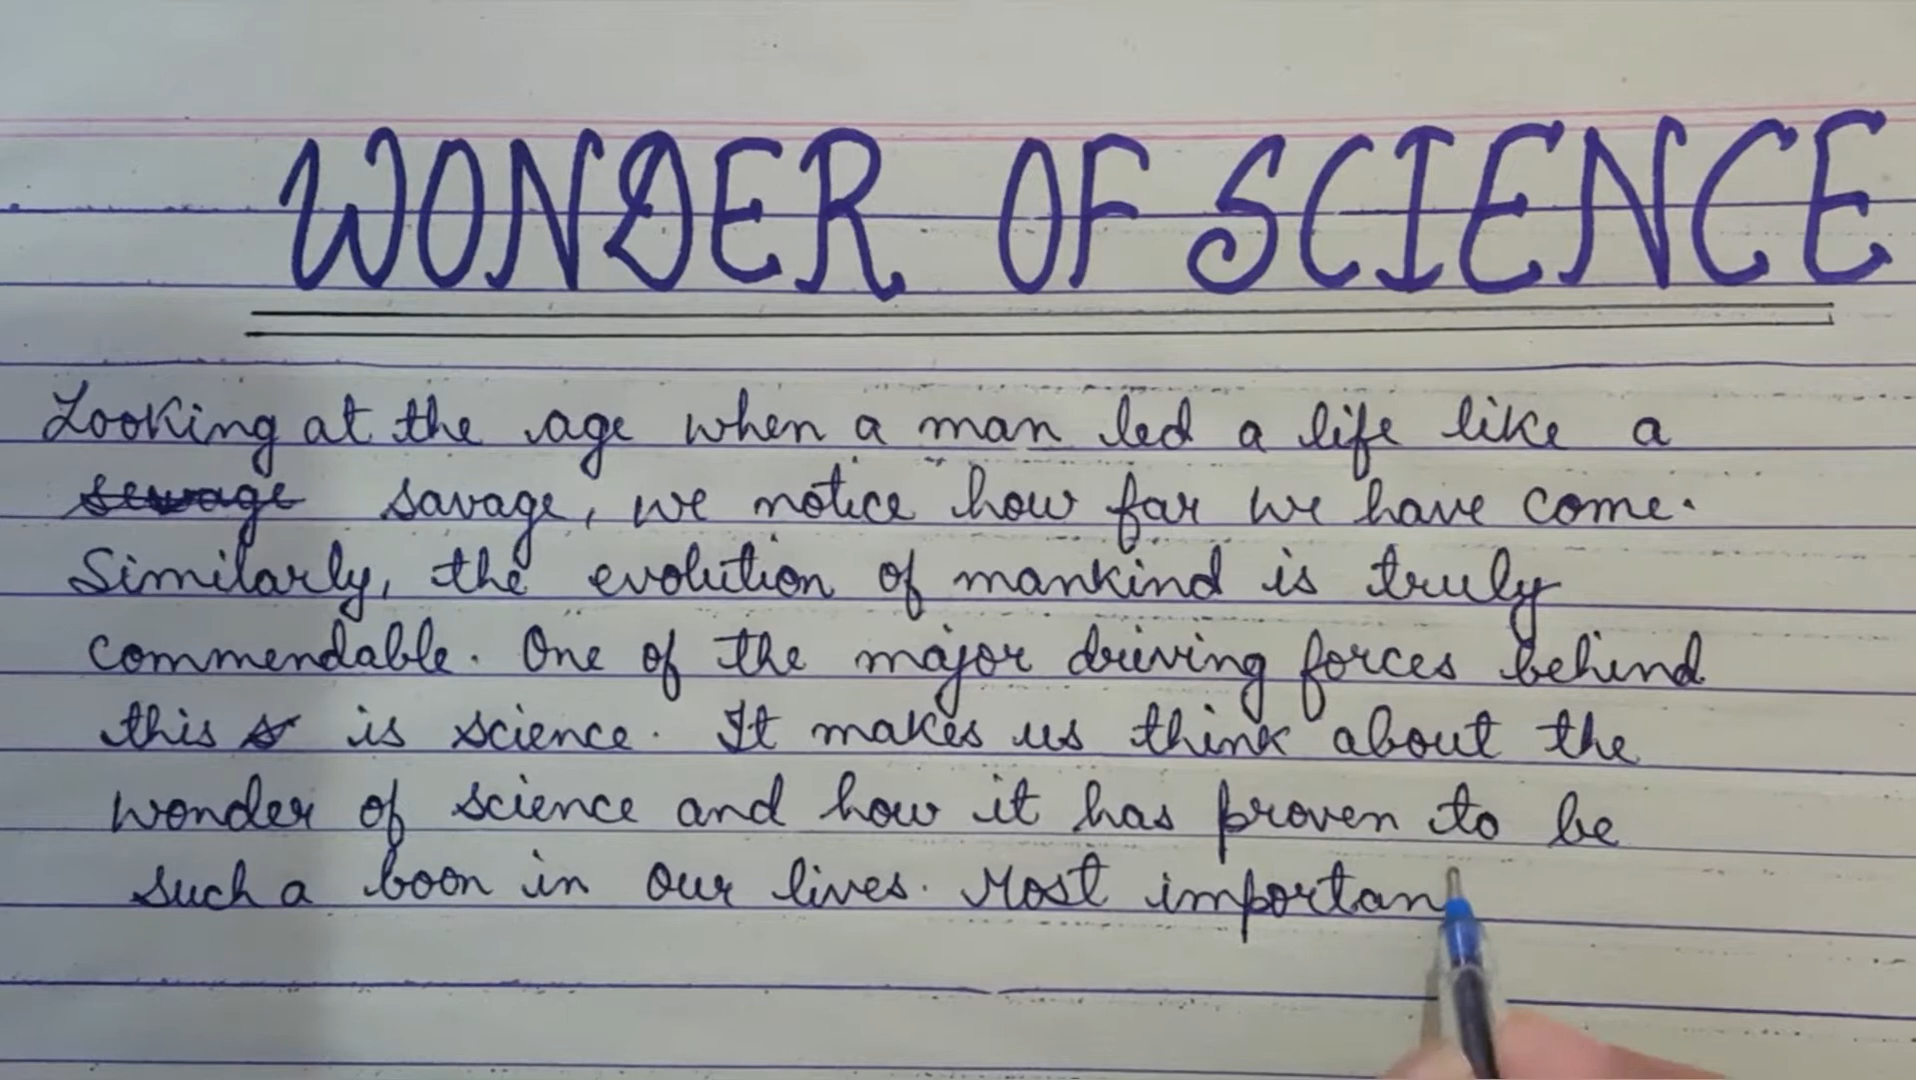 WONDER OF SCIENCE
Looking at the age when a man led a life like a
sewage savage, we notice how far we have come.
Similarly, the evolution of mankind is truly
commendable. One of the major driving forces behind
this s is science. It makes us think about the
wonder of science and how it has proven to be
such a boon in our lives. Most importan